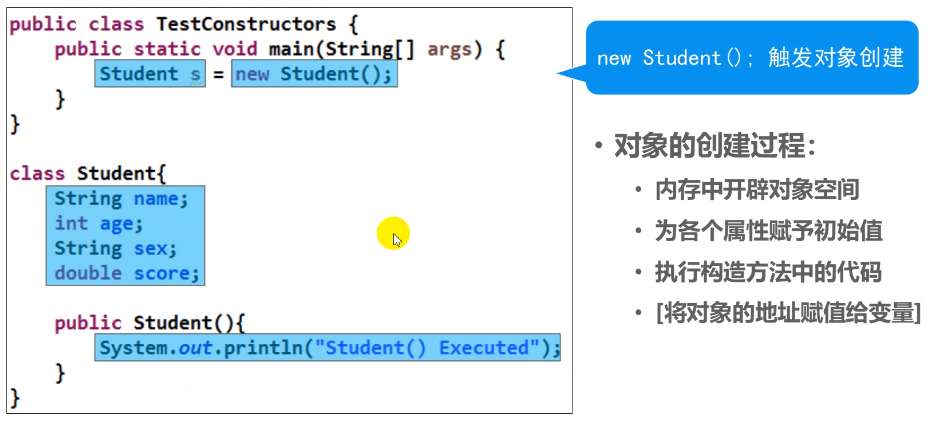 public class TestConstructors {
public static void main(String[] args) {
Student s = new Student();
}
}
class Student{
String name;
int age;
String sex;
double score;
public Student(){
System.out.println("Student() Executed");
}
}
new Student(); 触发对象创建
• 对象的创建过程：
• 内存中开辟对象空间
• 为各个属性赋予初始值
• 执行构造方法中的代码
• [将对象的地址赋值给变量]